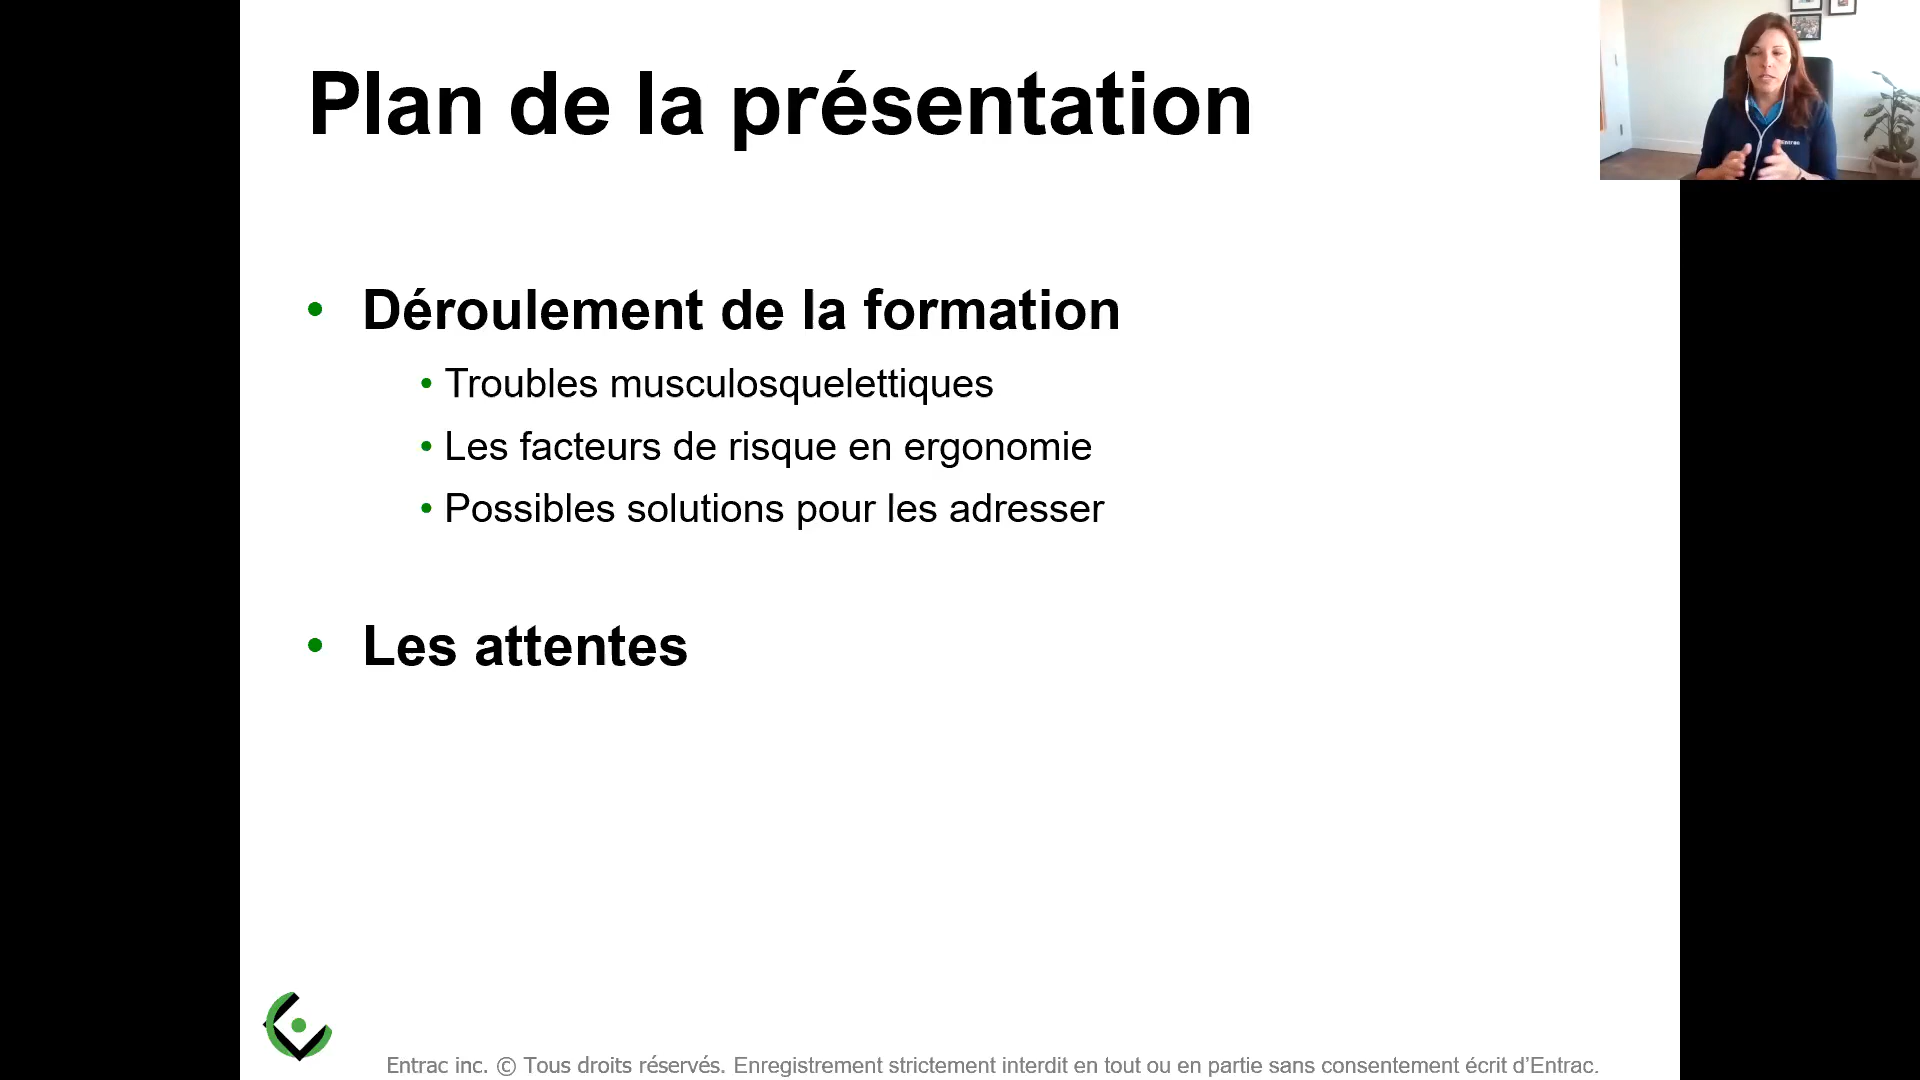 Plan de la présentation
• Déroulement de la formation
• Troubles musculosquelettiques
• Les facteurs de risque en ergonomie
• Possibles solutions pour les adresser
• Les attentes
Entrac inc. © Tous droits réservés. Enregistrement strictement interdit en tout ou en partie sans consentement écrit d’Entrac.
Entrac